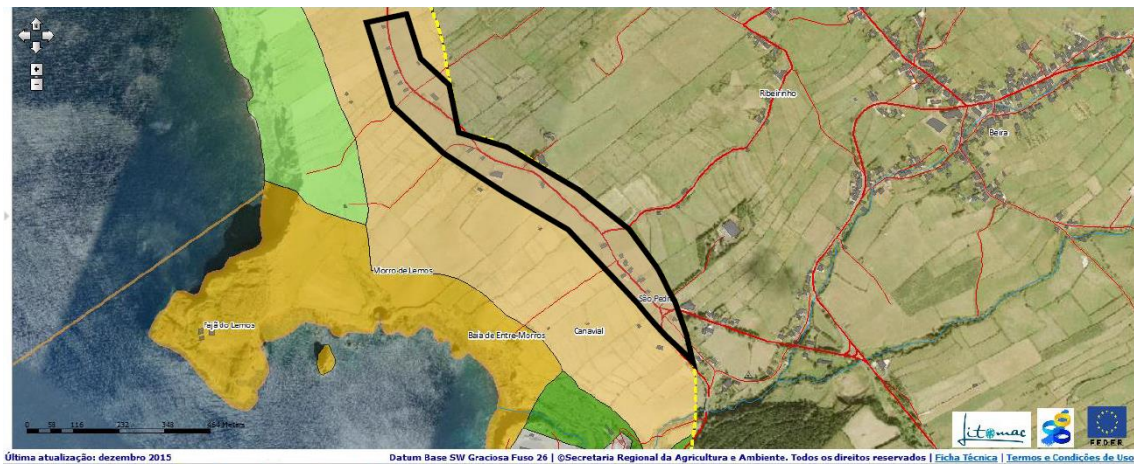 Ribeirinho
Beira
Morro de Lemos
São Pedro
Fajã do Lemos
Baía de Entre-Morros
Canavial
0 58 116 232 348 464 Meters
Litomac
FEDER
Última atualização: dezembro 2015
Datum Base SW Graciosa Fuso 26 | ©Secretaria Regional da Agricultura e Ambiente. Todos os direitos reservados | Ficha Técnica | Termos e Condições de Uso